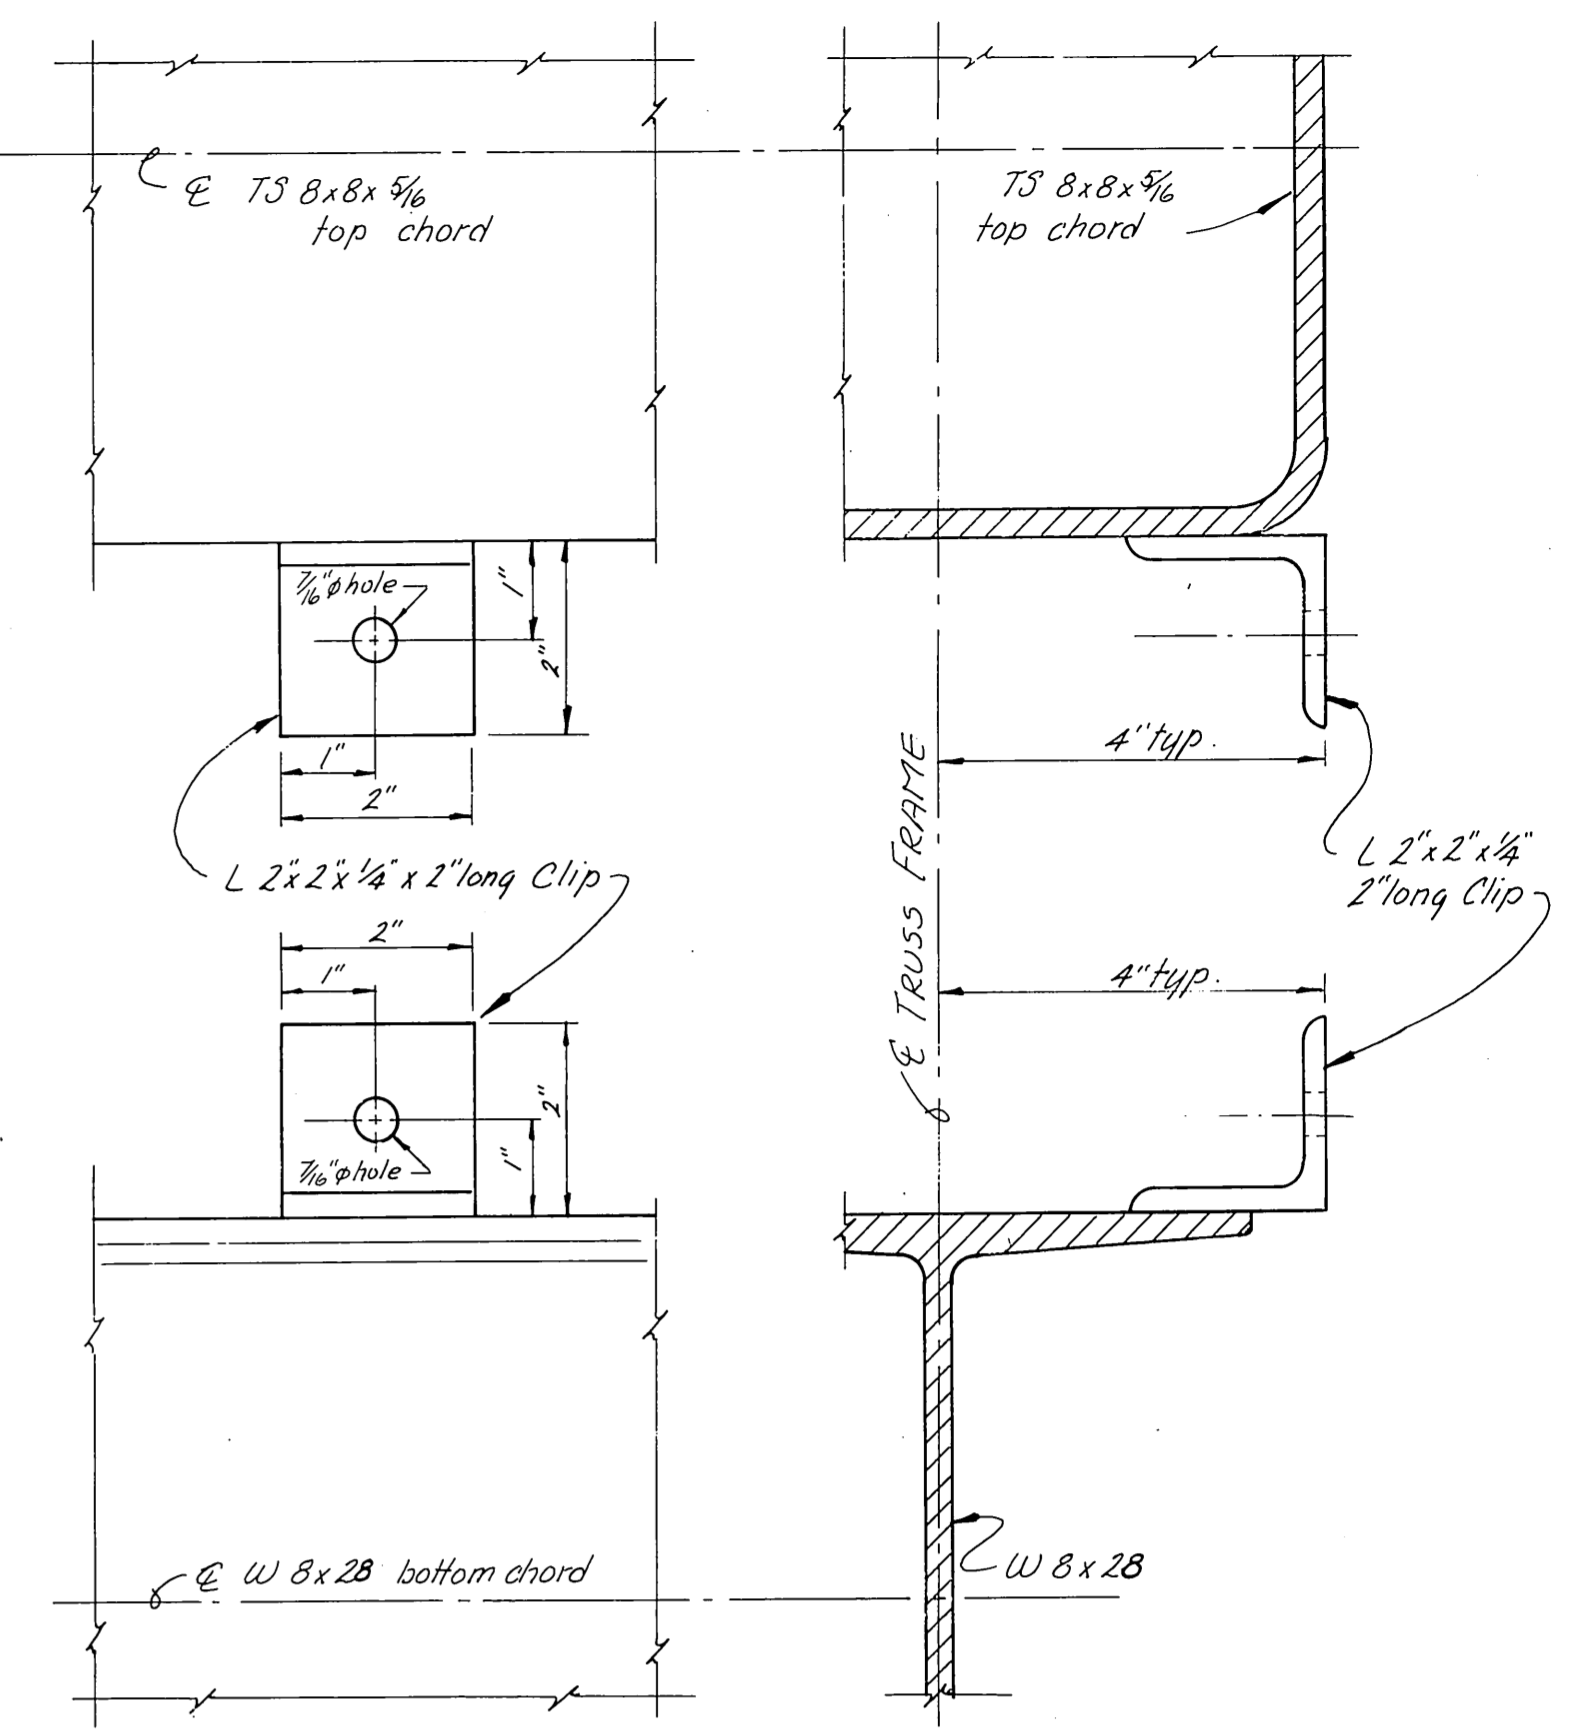 ℄ TS 8x8x 5/16
top chord
TS 8x8x 5/16
top chord
7/16"ϕ hole
1"
2"
1"
2"
4" typ.
L 2"x2"x1/4" x 2" long Clip
L 2"x2"x1/4"
2" long Clip
℄ TRUSS FRAME
2"
1"
4" typ.
2"
1"
7/16"ϕ hole
℄ W 8x28 bottom chord
W 8x28